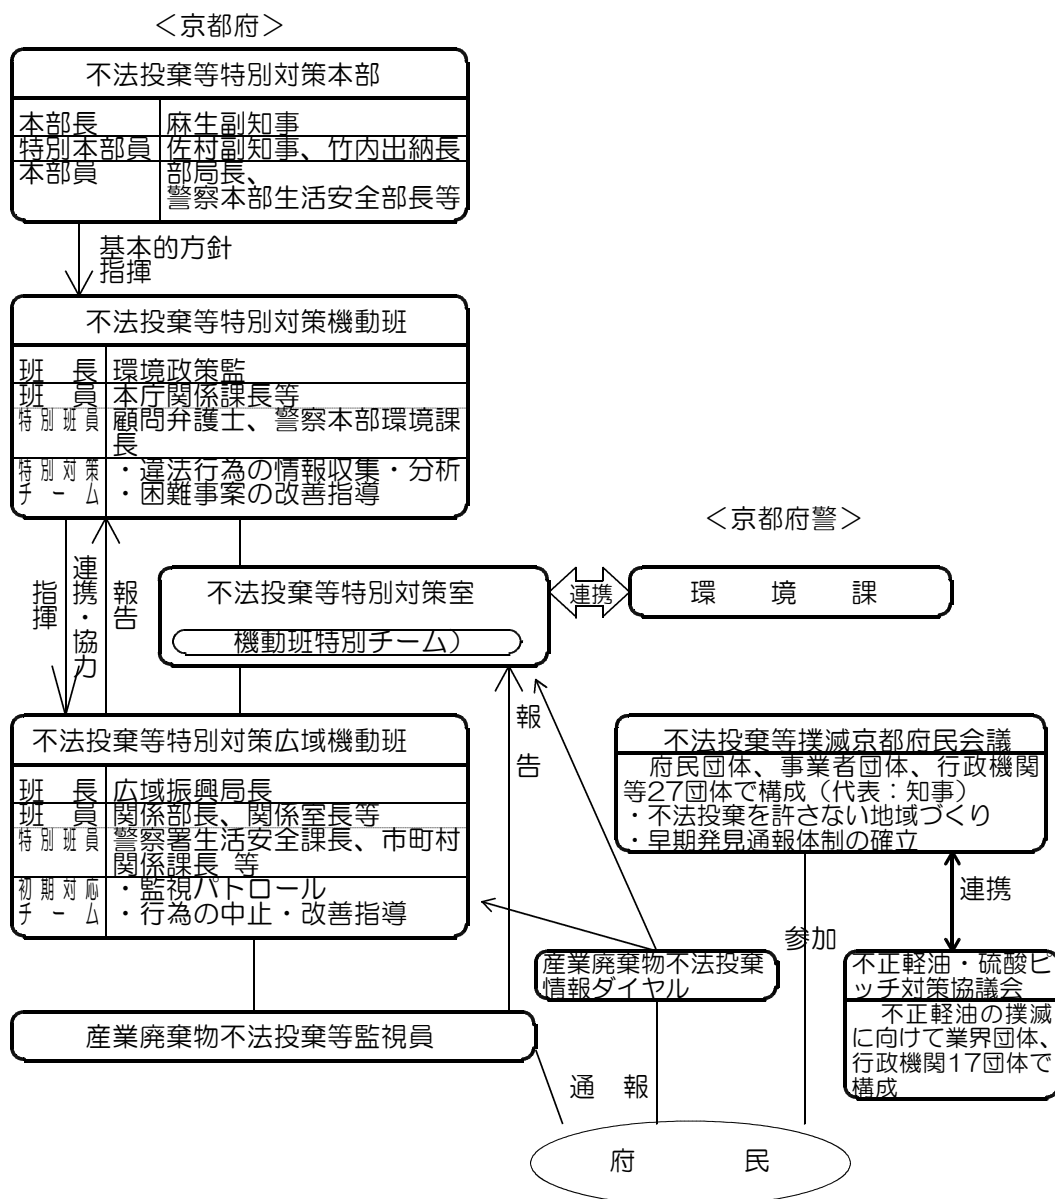 ＜京都府＞
不法投棄等特別対策本部
本部長 麻生副知事
特別本部員 佐村副知事、竹内出納長
本部員 部局長、
警察本部生活安全部長等
基本的方針
指揮
不法投棄等特別対策機動班
班　長 環境政策監
班　員 本庁関係課長等
特別班員 顧問弁護士、警察本部環境課
長
特別対策 ・違法行為の情報収集・分析
チーム ・困難事案の改善指導
＜京都府警＞
指揮
連携・協力
報告
不法投棄等特別対策室
機動班特別チーム）
連携
環　境　課
報告
不法投棄等特別対策広域機動班
班　長 広域振興局長
班　員 関係部長、関係室長等
特別班員 警察署生活安全課長、市町村
関係課長 等
初期対応 ・監視パトロール
チーム ・行為の中止・改善指導
不法投棄等撲滅京都府民会議
府民団体、事業者団体、行政機関
等27団体で構成（代表：知事）
・不法投棄を許さない地域づくり
・早期発見通報体制の確立
連携
参加
産業廃棄物不法投棄
情報ダイヤル
不正軽油・硫酸ピ
ッチ対策協議会
不正軽油の撲滅
に向けて業界団体、
行政機関17団体で
構成
産業廃棄物不法投棄等監視員
通　報
府　民